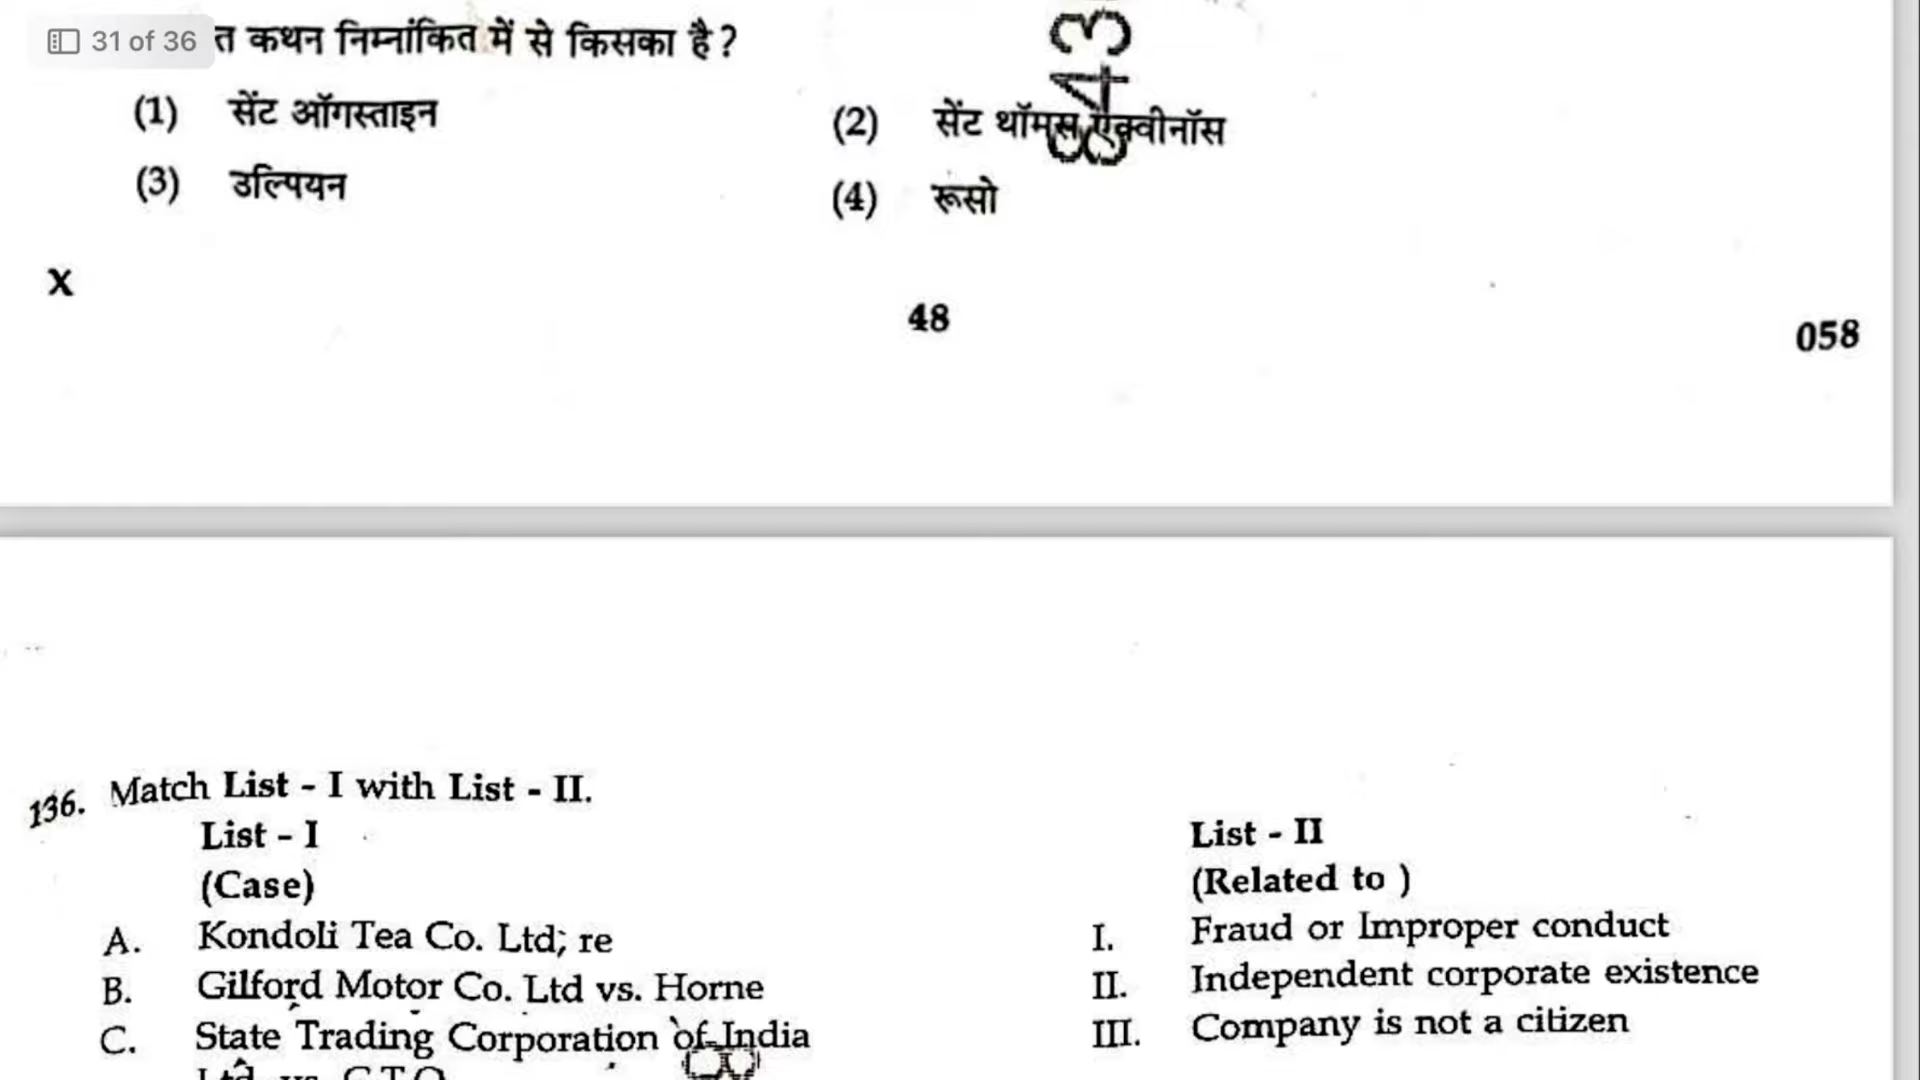 31 of 36 त कथन निम्नांकित में से किसका है ?
(1) सेंट ऑगस्ताइन (2) सेंट थॉमस एक्वीनॉस
(3) उल्पियन (4) रूसो
X 48 058
136. Match List - I with List - II.
List - I List - II
(Case) (Related to )
A. Kondoli Tea Co. Ltd; re I. Fraud or Improper conduct
B. Gilford Motor Co. Ltd vs. Horne II. Independent corporate existence
C. State Trading Corporation of India III. Company is not a citizen
Ltd. vs. C.T.O.